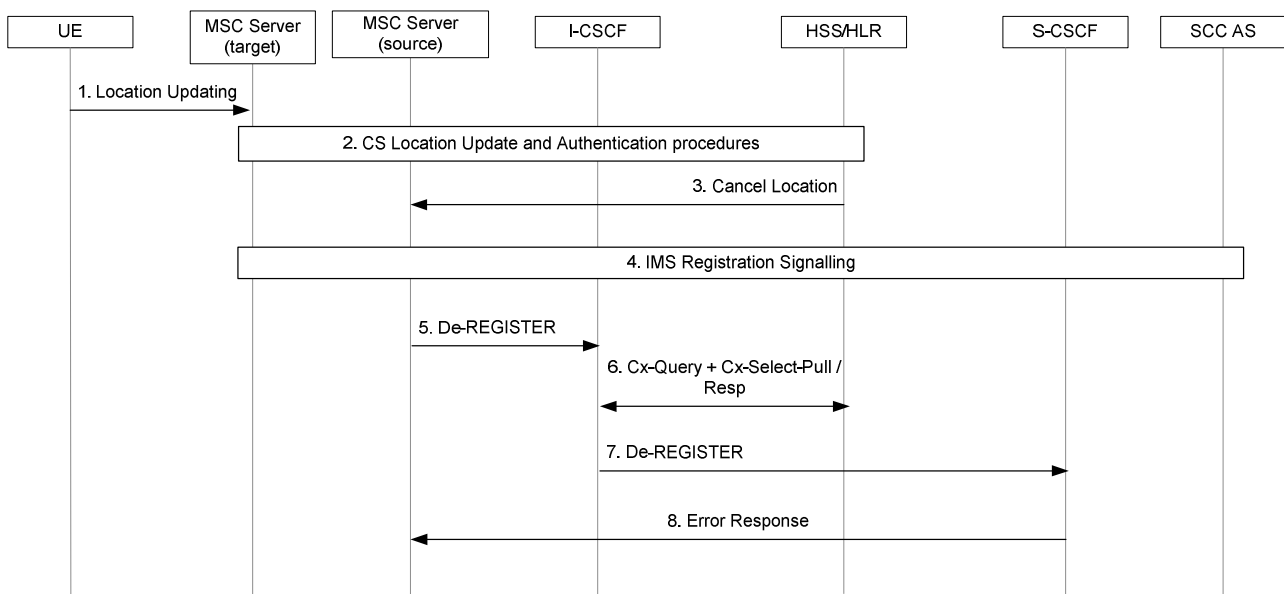 UE
MSC Server
(target)
MSC Server
(source)
I-CSCF
HSS/HLR
S-CSCF
SCC AS
1. Location Updating
2. CS Location Update and Authentication procedures
3. Cancel Location
4. IMS Registration Signalling
5. De-REGISTER
6. Cx-Query + Cx-Select-Pull /
Resp
7. De-REGISTER
8. Error Response